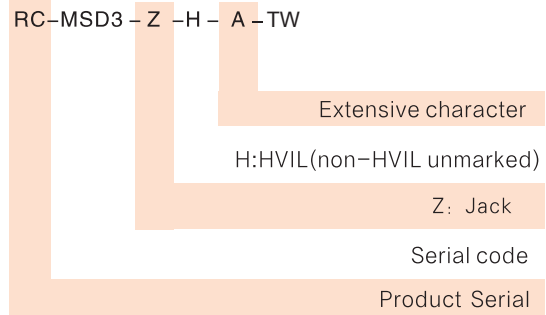 RC-MSD3-Z-H-A-TW
Extensive character
H:HVIL(non-HVIL unmarked)
Z: Jack
Serial code
Product Serial